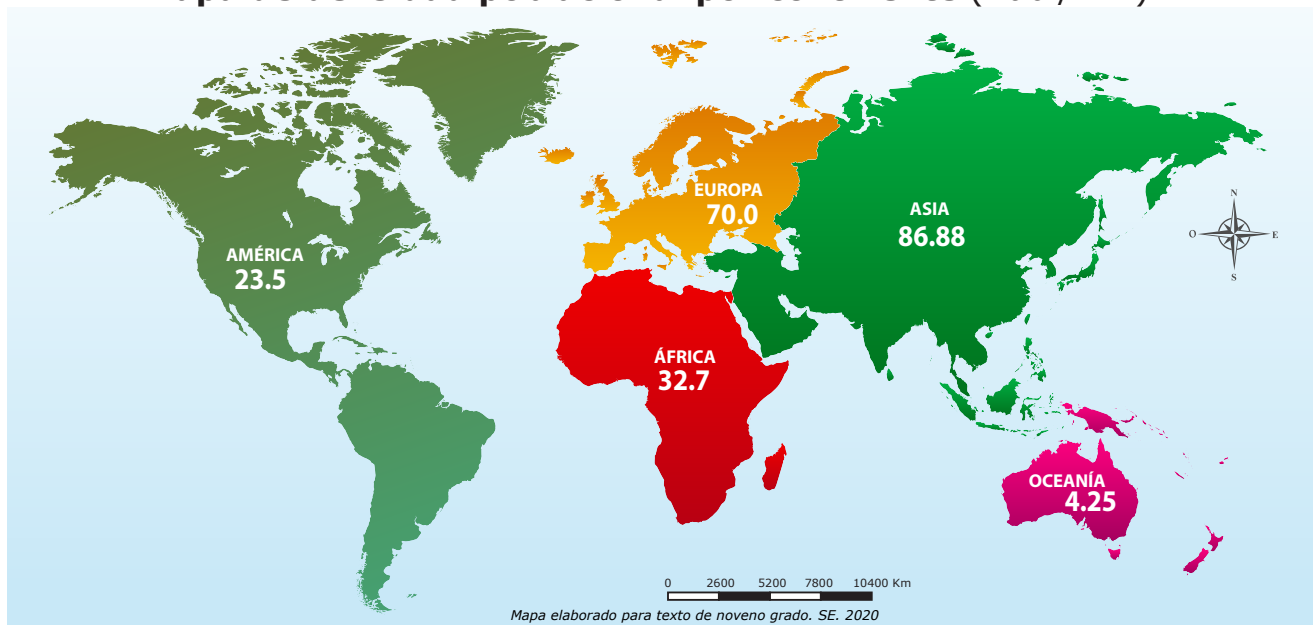 EUROPA
70.0
ASIA
86.88
AMÉRICA
23.5
ÁFRICA
32.7
OCEANÍA
4.25
N
O
E
S
0 2600 5200 7800 10400 Km
Mapa elaborado para texto de noveno grado. SE. 2020